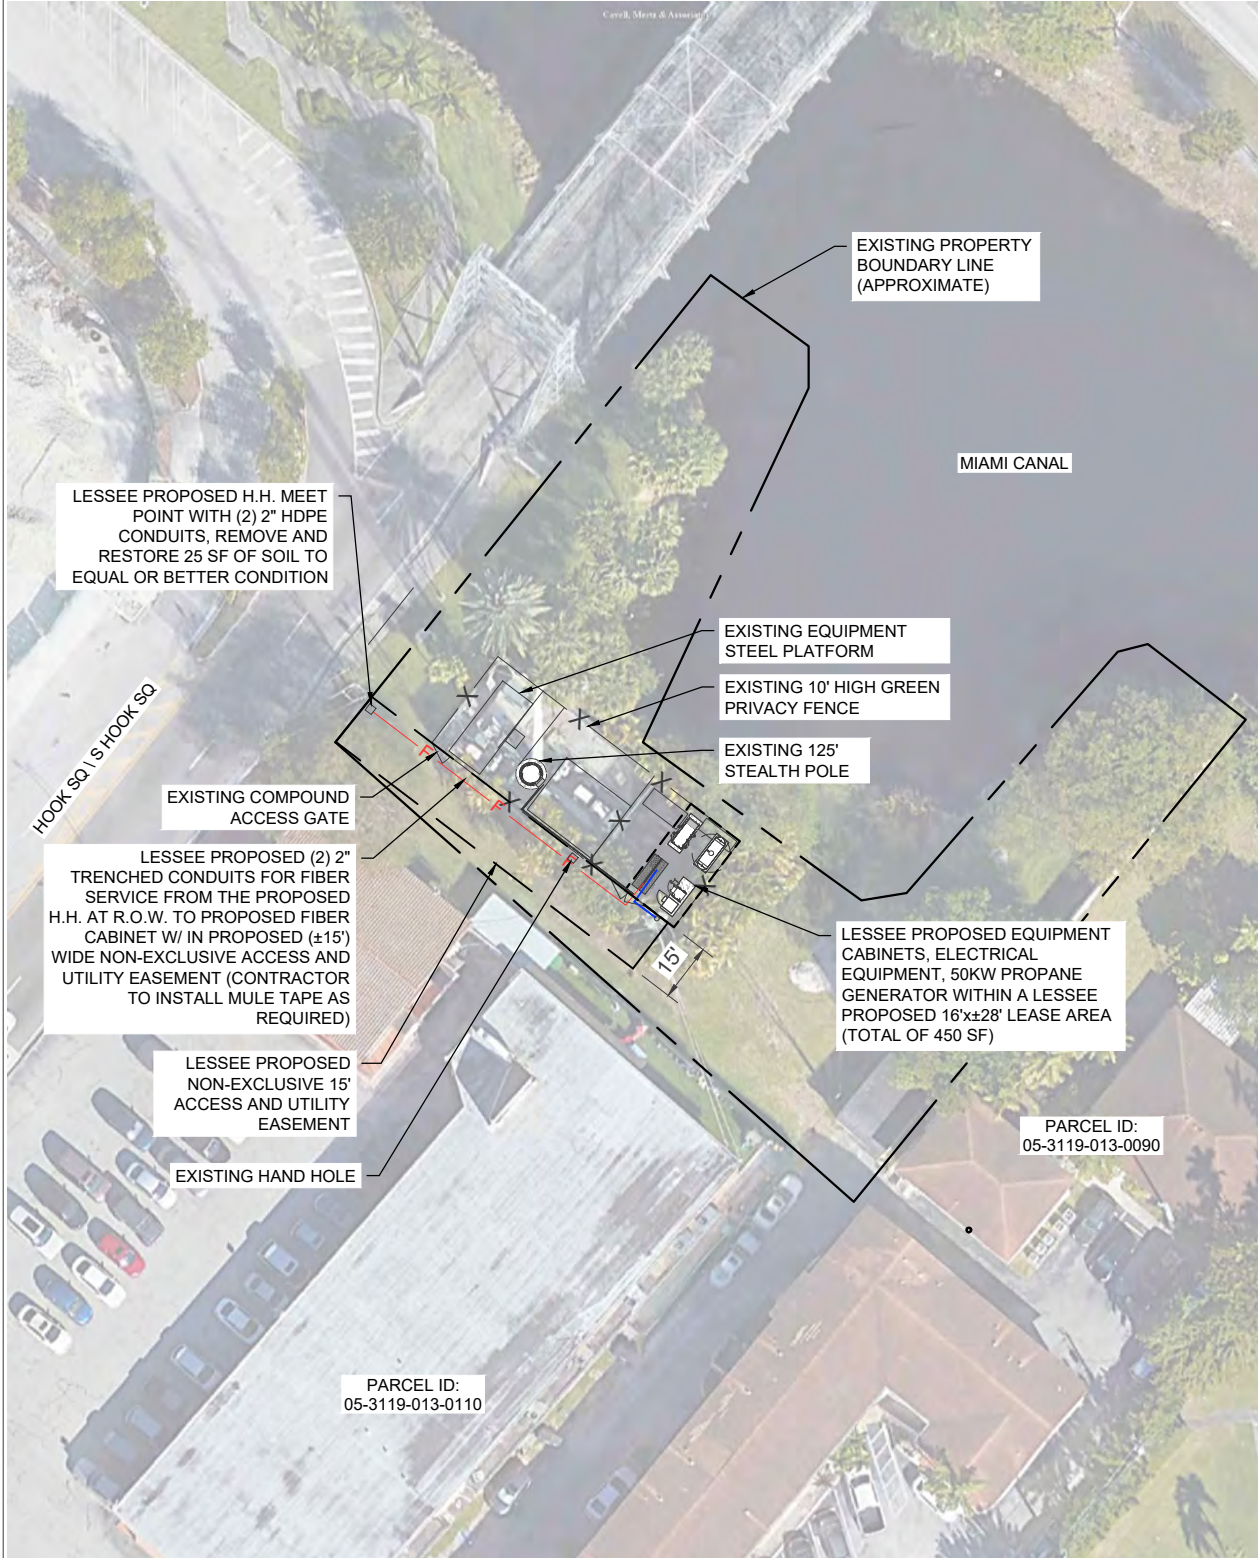 Cavell, Mertz & Associates
EXISTING PROPERTY
BOUNDARY LINE
(APPROXIMATE)
MIAMI CANAL
LESSEE PROPOSED H.H. MEET
POINT WITH (2) 2" HDPE
CONDUITS, REMOVE AND
RESTORE 25 SF OF SOIL TO
EQUAL OR BETTER CONDITION
EXISTING EQUIPMENT
STEEL PLATFORM
EXISTING 10' HIGH GREEN
PRIVACY FENCE
EXISTING 125'
STEALTH POLE
HOOK SQ \ S HOOK SQ
F
F
F
EXISTING COMPOUND
ACCESS GATE
LESSEE PROPOSED (2) 2"
TRENCHED CONDUITS FOR FIBER
SERVICE FROM THE PROPOSED
H.H. AT R.O.W. TO PROPOSED FIBER
CABINET W/ IN PROPOSED (±15')
WIDE NON-EXCLUSIVE ACCESS AND
UTILITY EASEMENT (CONTRACTOR
TO INSTALL MULE TAPE AS
REQUIRED)
15'
LESSEE PROPOSED EQUIPMENT
CABINETS, ELECTRICAL
EQUIPMENT, 50KW PROPANE
GENERATOR WITHIN A LESSEE
PROPOSED 16'x±28' LEASE AREA
(TOTAL OF 450 SF)
LESSEE PROPOSED
NON-EXCLUSIVE 15'
ACCESS AND UTILITY
EASEMENT
EXISTING HAND HOLE
PARCEL ID:
05-3119-013-0090
PARCEL ID:
05-3119-013-0110